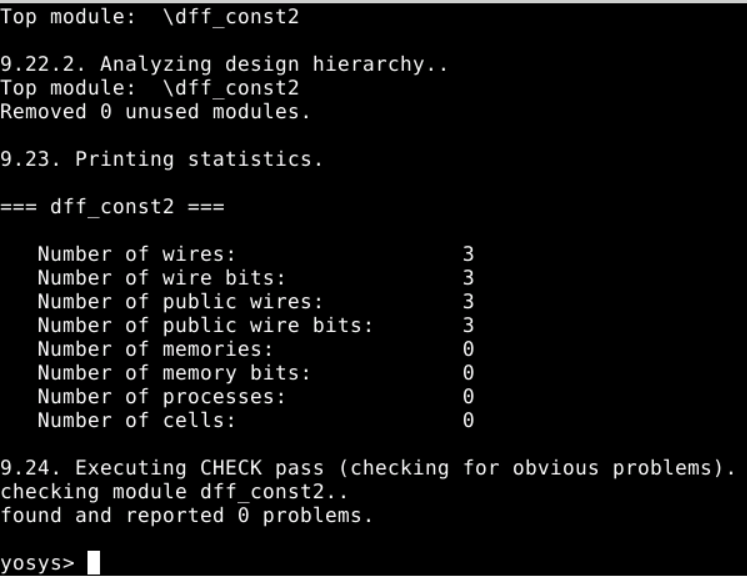 Top module:  \dff_const2
9.22.2. Analyzing design hierarchy..
Top module:  \dff_const2
Removed 0 unused modules.
9.23. Printing statistics.
=== dff_const2 ===
   Number of wires:                  3
   Number of wire bits:              3
   Number of public wires:           3
   Number of public wire bits:       3
   Number of memories:               0
   Number of memory bits:            0
   Number of processes:              0
   Number of cells:                  0
9.24. Executing CHECK pass (checking for obvious problems).
checking module dff_const2..
found and reported 0 problems.
yosys>